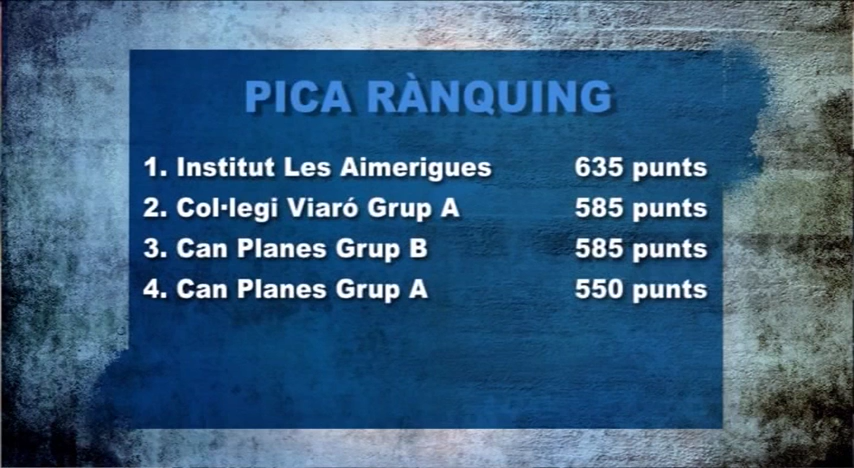 PICA RÀNQUING
1. Institut Les Aimerigues 635 punts
2. Col·legi Viaró Grup A 585 punts
3. Can Planes Grup B 585 punts
4. Can Planes Grup A 550 punts